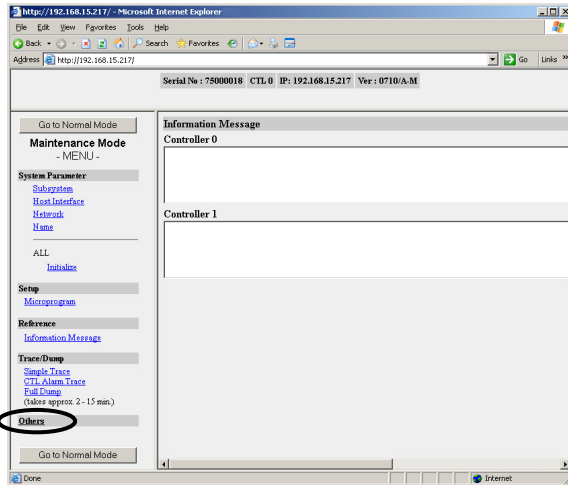 http://192.168.15.217/ - Microsoft Internet Explorer
File Edit View Favorites Tools Help
Back Search Favorites
Address http://192.168.15.217/ Go Links »
Serial No : 75000018 CTL 0 IP: 192.168.15.217 Ver : 0710/A-M
Go to Normal Mode
Maintenance Mode
- MENU -
System Parameter
Subsystem
Host Interface
Network
Name
ALL
Initialize
Setup
Microprogram
Reference
Information Message
Trace/Dump
Simple Trace
CTL Alarm Trace
Full Dump
(takes approx. 2 - 15 min.)
Others
Go to Normal Mode
Information Message
Controller 0
Controller 1
Done Internet